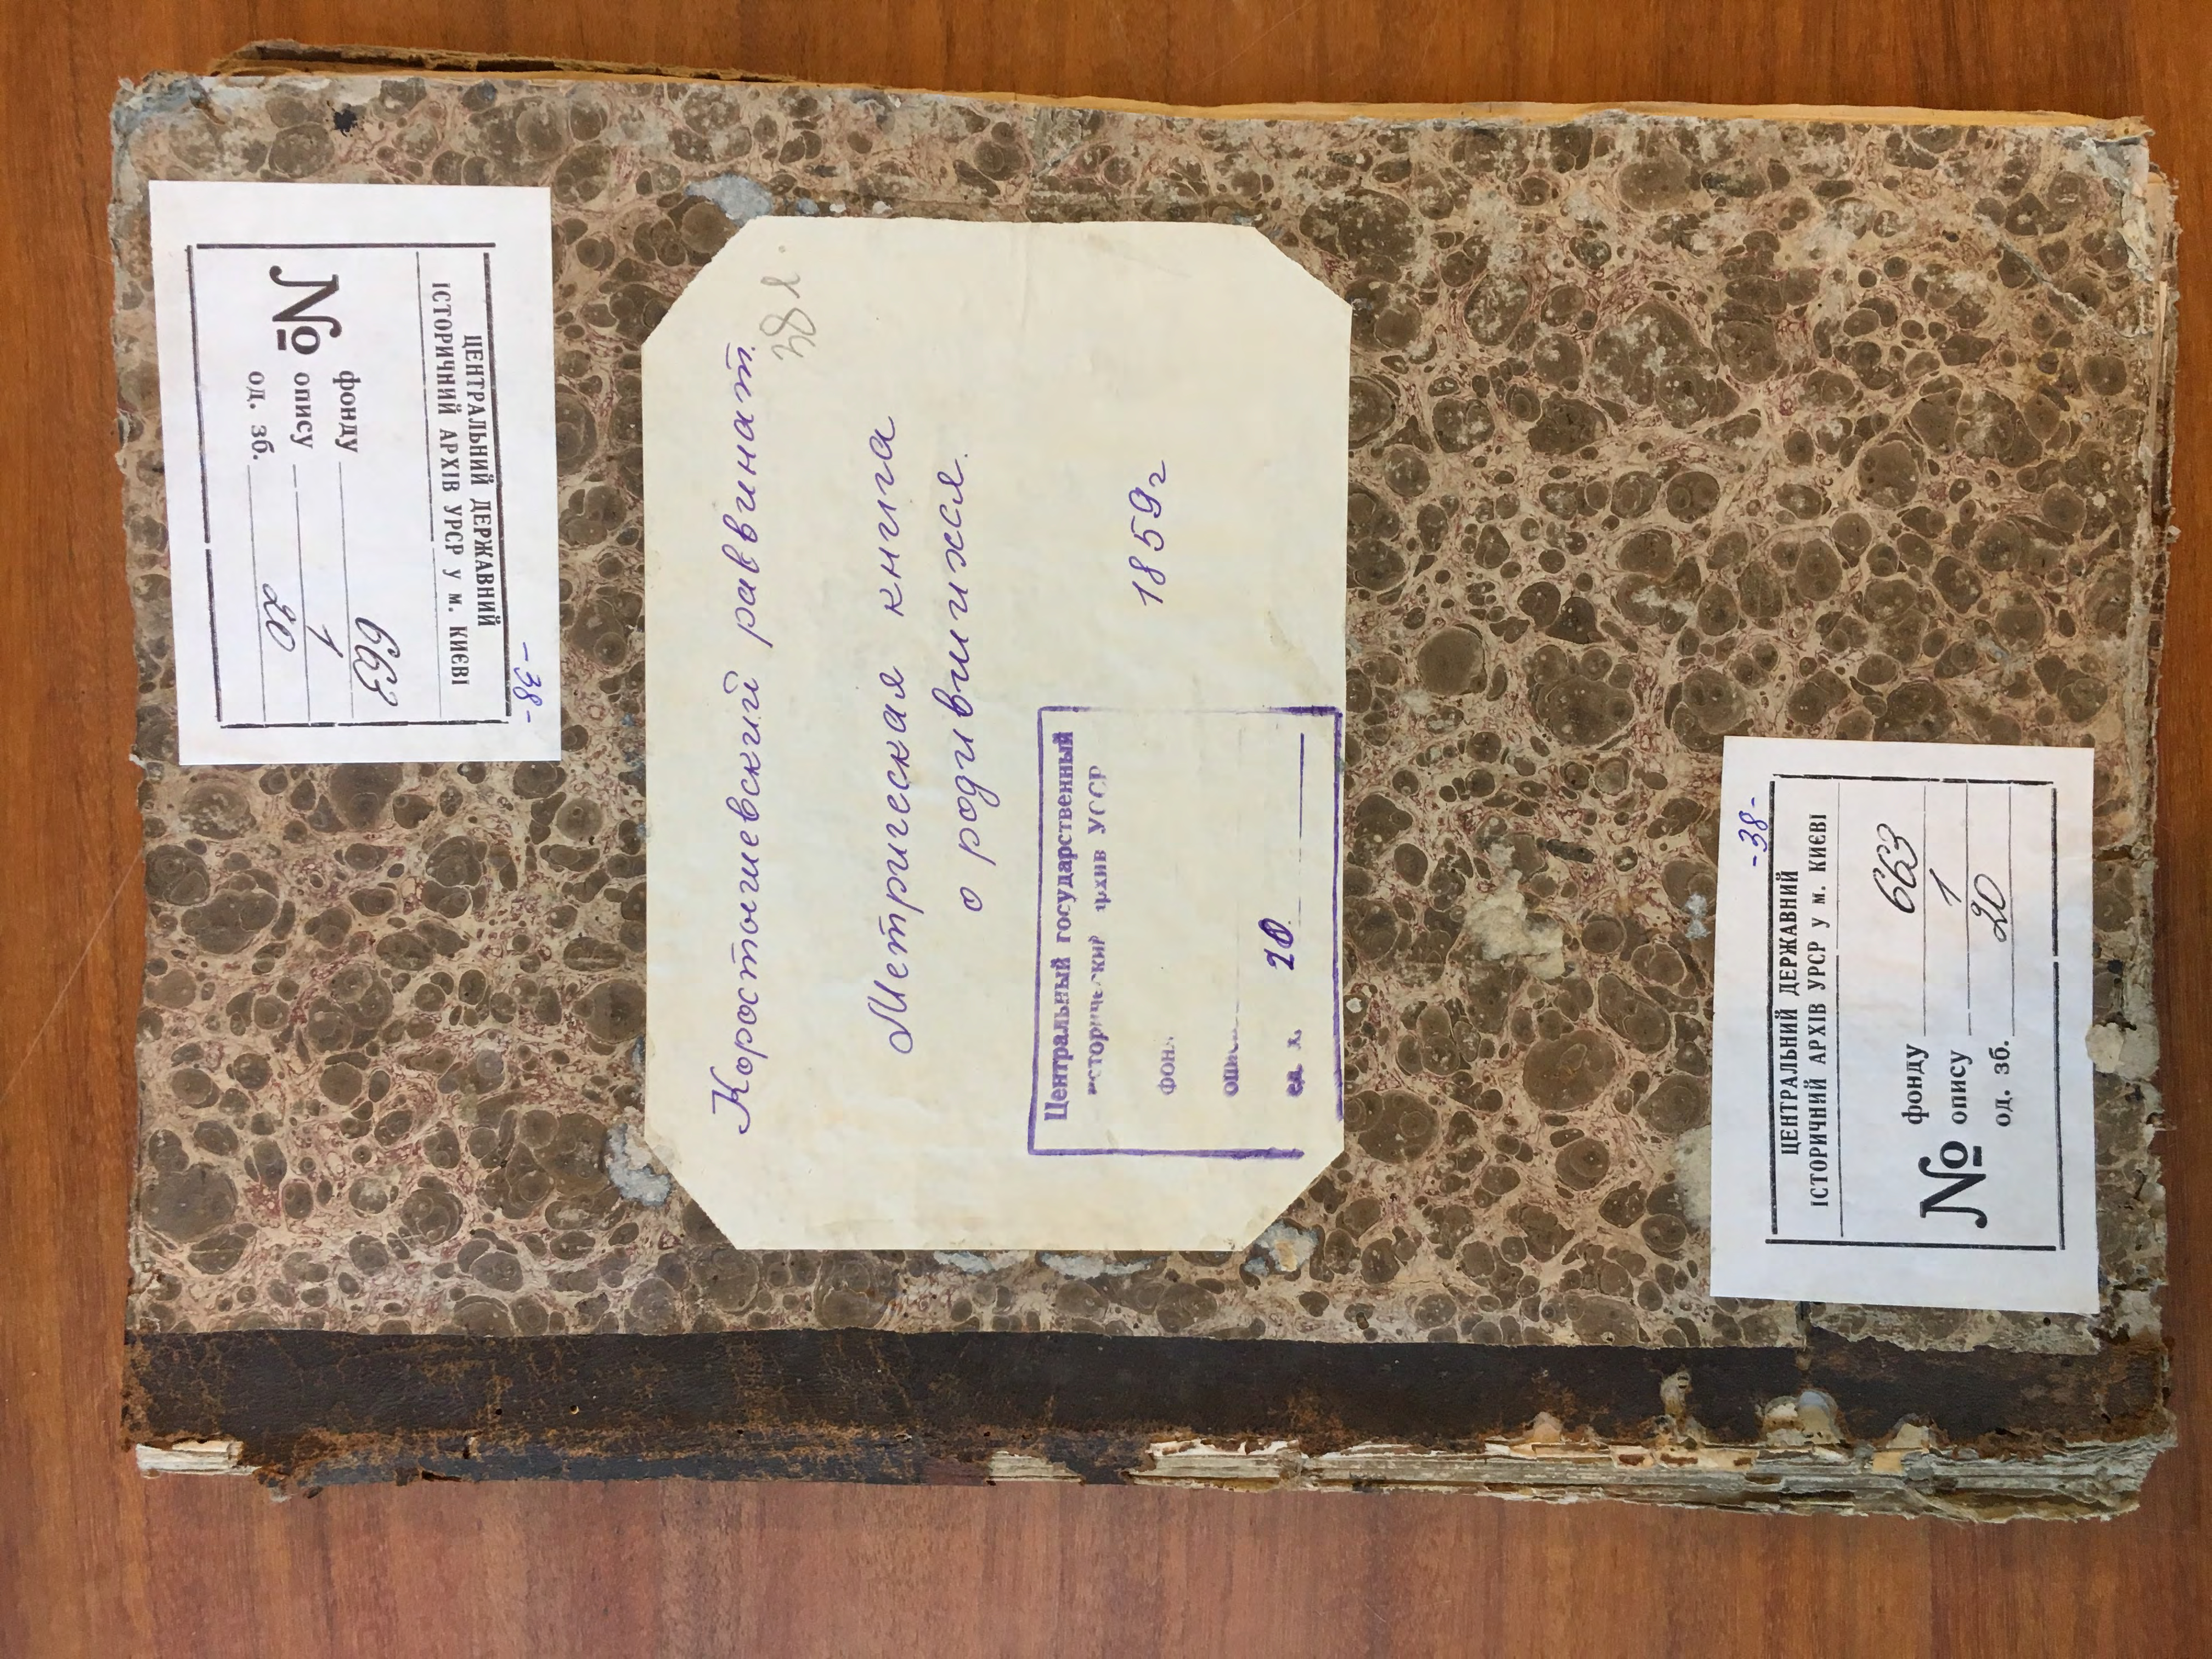 Коростышевский раввинат.
38 л.
Метрическая книга
о родившихся.
1859 г
Центральный государственный
исторический архив УССР
фонд
опись
ед. х. 20
-38-
ЦЕНТРАЛЬНИЙ ДЕРЖАВНИЙ
ІСТОРИЧНИЙ АРХІВ УРСР у м. КИЄВІ
№
фонду 663
опису 1
од. зб. 20
-38-
ЦЕНТРАЛЬНИЙ ДЕРЖАВНИЙ
ІСТОРИЧНИЙ АРХІВ УРСР у м. КИЄВІ
№
фонду 663
опису 1
од. зб. 20